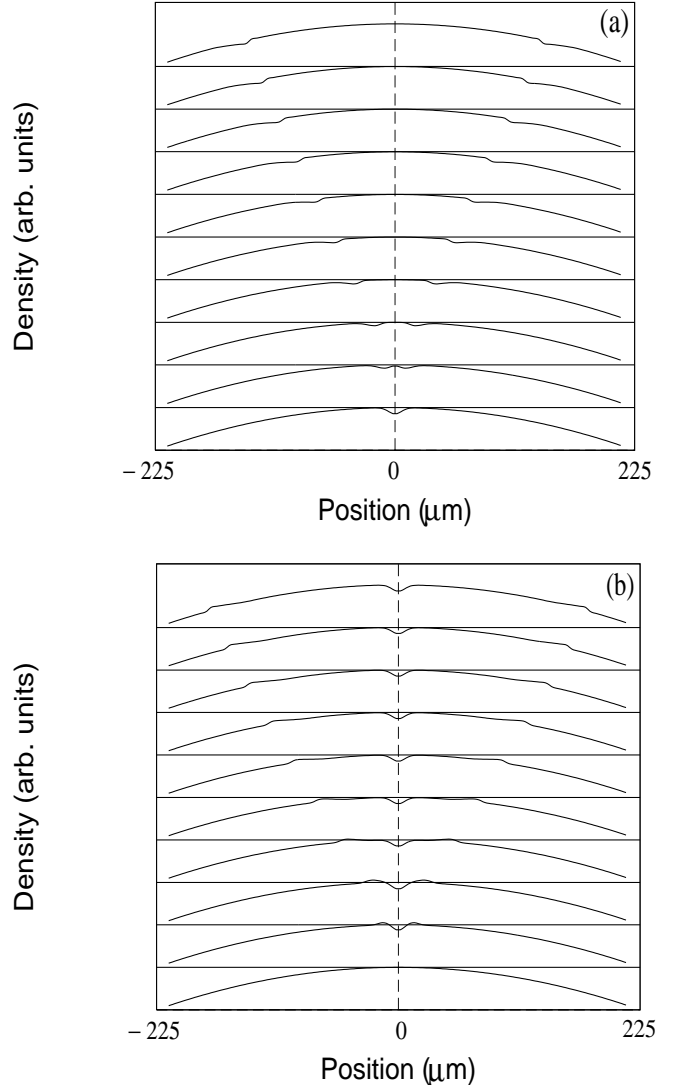 (a)
Density (arb. units)
− 225 0 225
Position (μm)
(b)
Density (arb. units)
− 225 0 225
Position (μm)